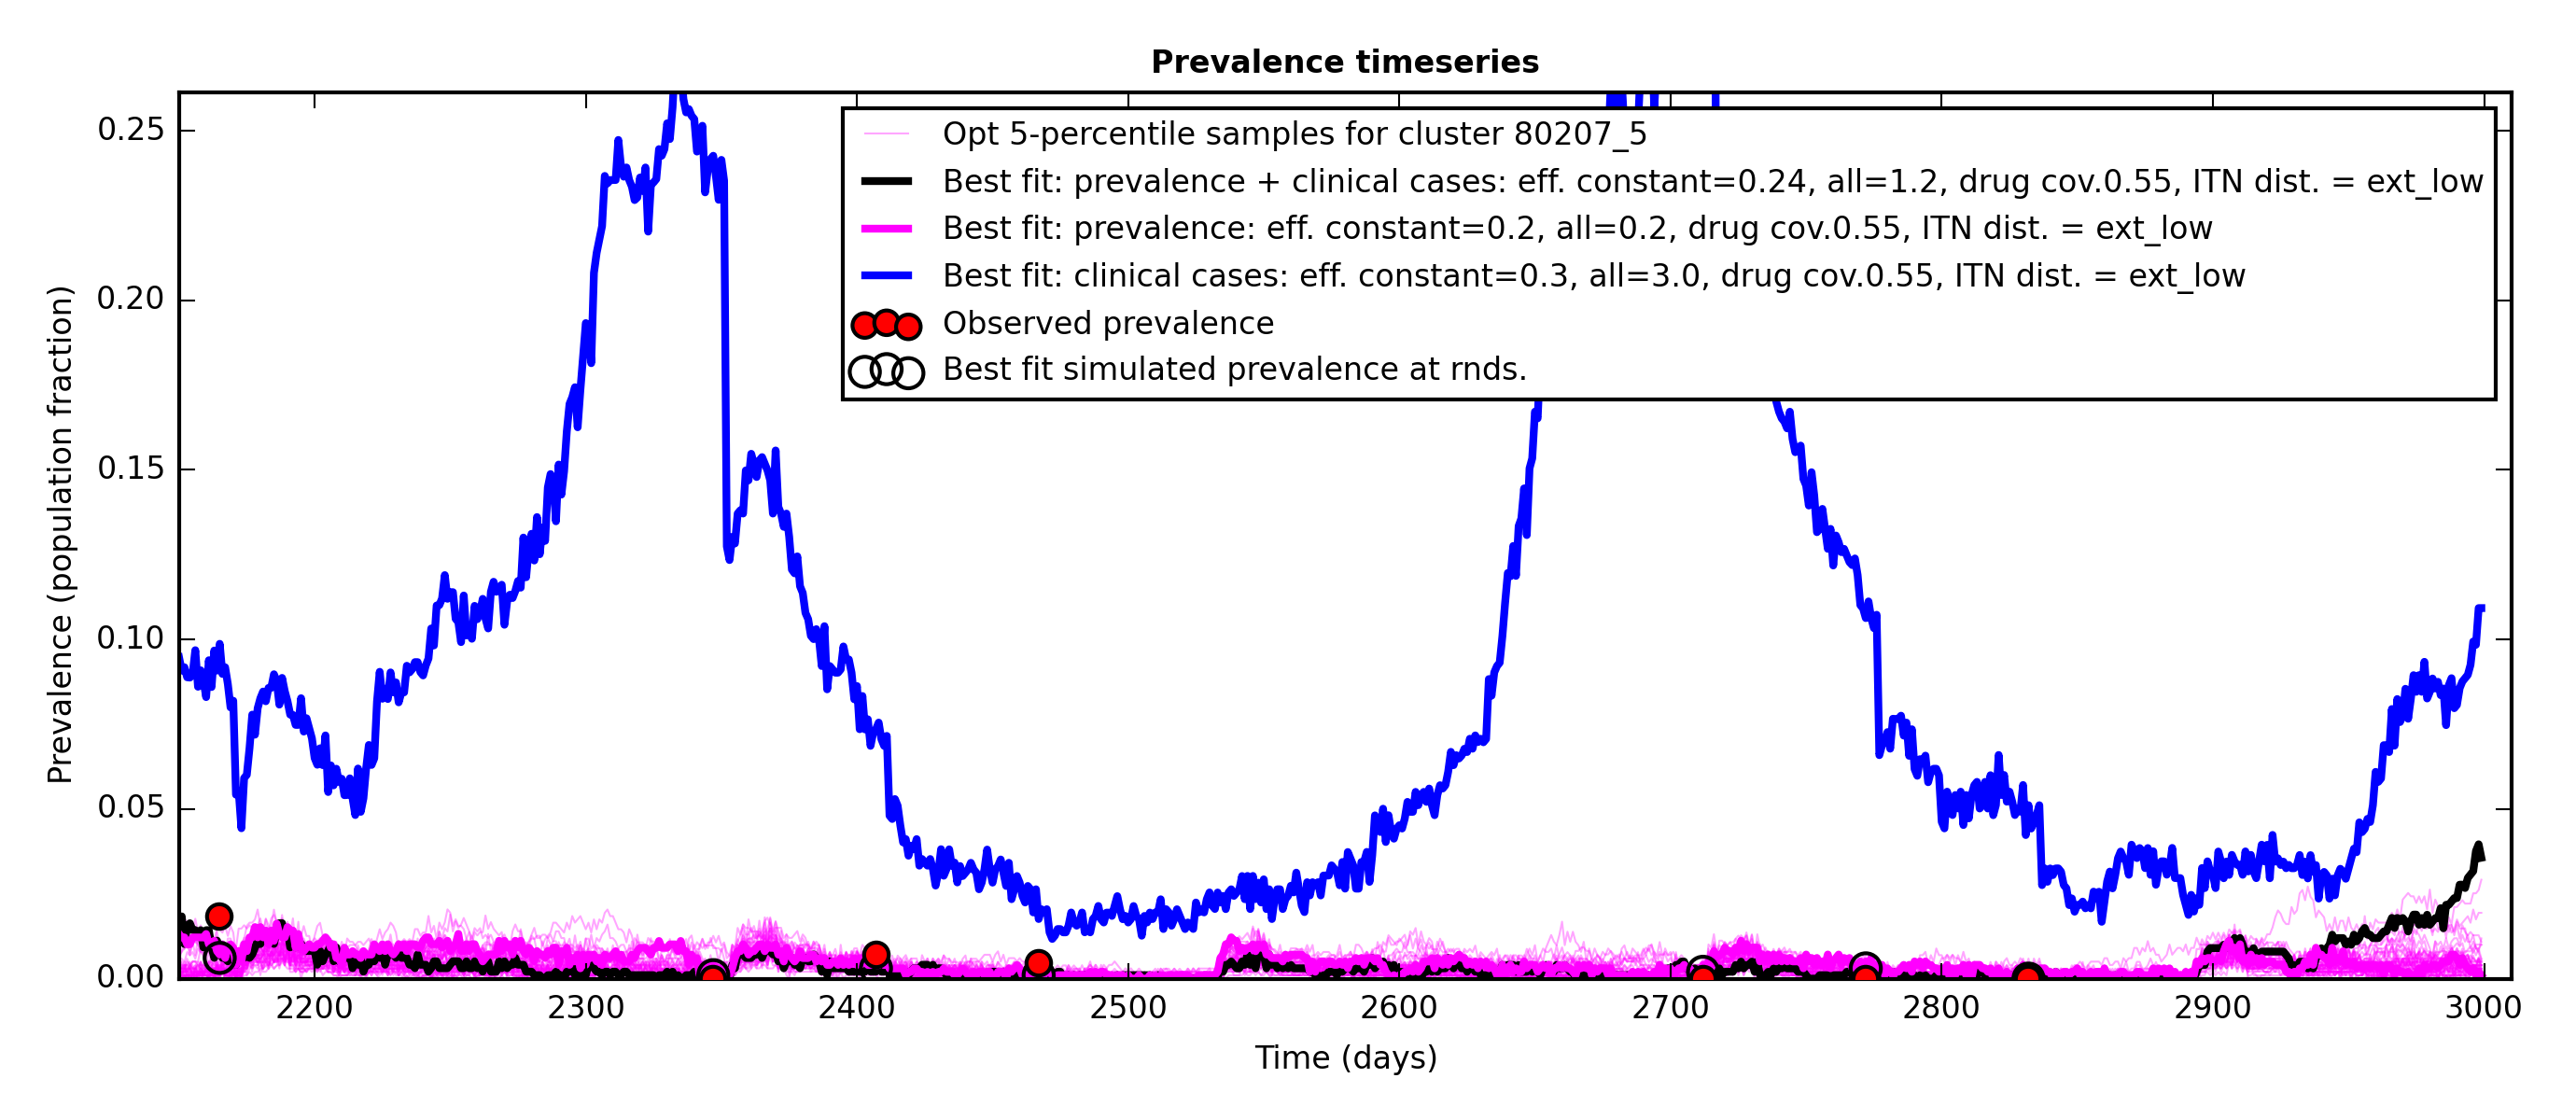 Prevalence timeseries
Opt 5-percentile samples for cluster 80207_5
Best fit: prevalence + clinical cases: eff. constant=0.24, all=1.2, drug cov.0.55, ITN dist. = ext_low
Best fit: prevalence: eff. constant=0.2, all=0.2, drug cov.0.55, ITN dist. = ext_low
Best fit: clinical cases: eff. constant=0.3, all=3.0, drug cov.0.55, ITN dist. = ext_low
Observed prevalence
Best fit simulated prevalence at rnds.
Prevalence (population fraction)
0.25
0.20
0.15
0.10
0.05
0.00
2200 2300 2400 2500 2600 2700 2800 2900 3000
Time (days)